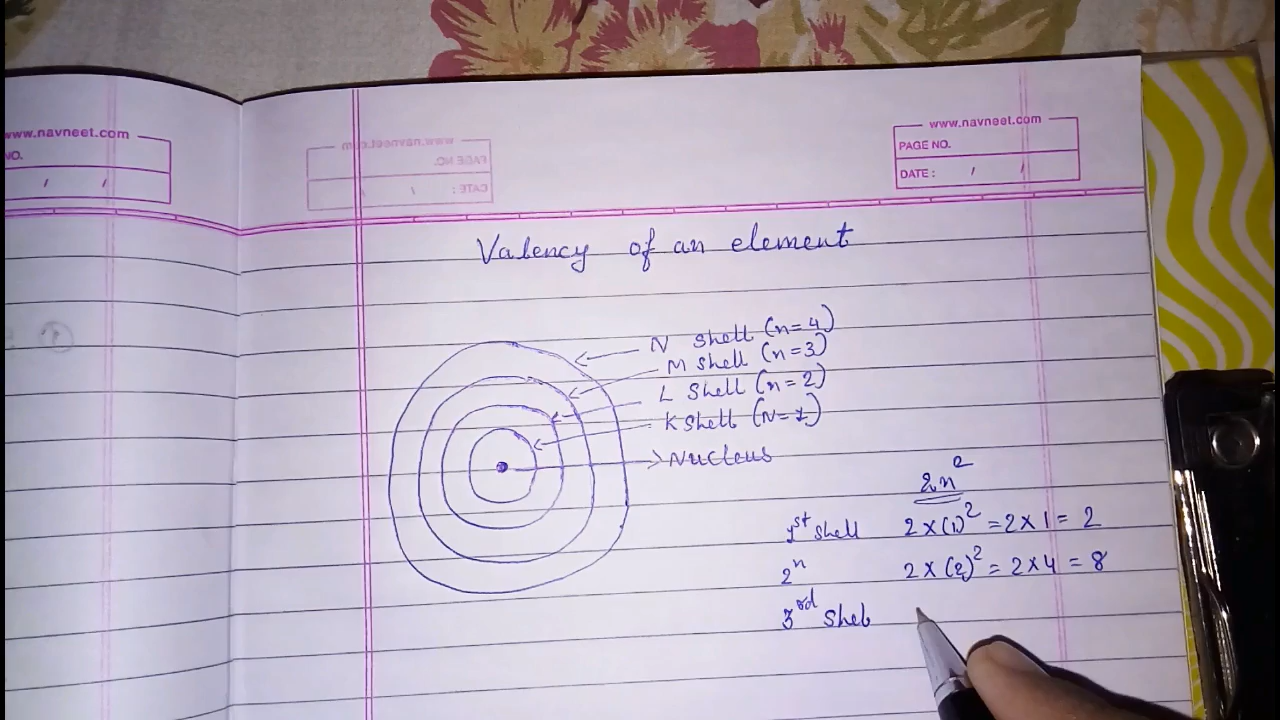 www.navneet.com
NO.
/ /
www.navneet.com
PAGE NO.
DATE : / /
www.navneet.com
PAGE NO.
DATE : / /
Valency of an element
N shell (n=4)
M shell (n=3)
L shell (n=2)
K shell (N=1)
Nucleus
2n²
1st shell 2×(1)² = 2×1 = 2
2n 2×(2)² = 2×4 = 8
3rd shel